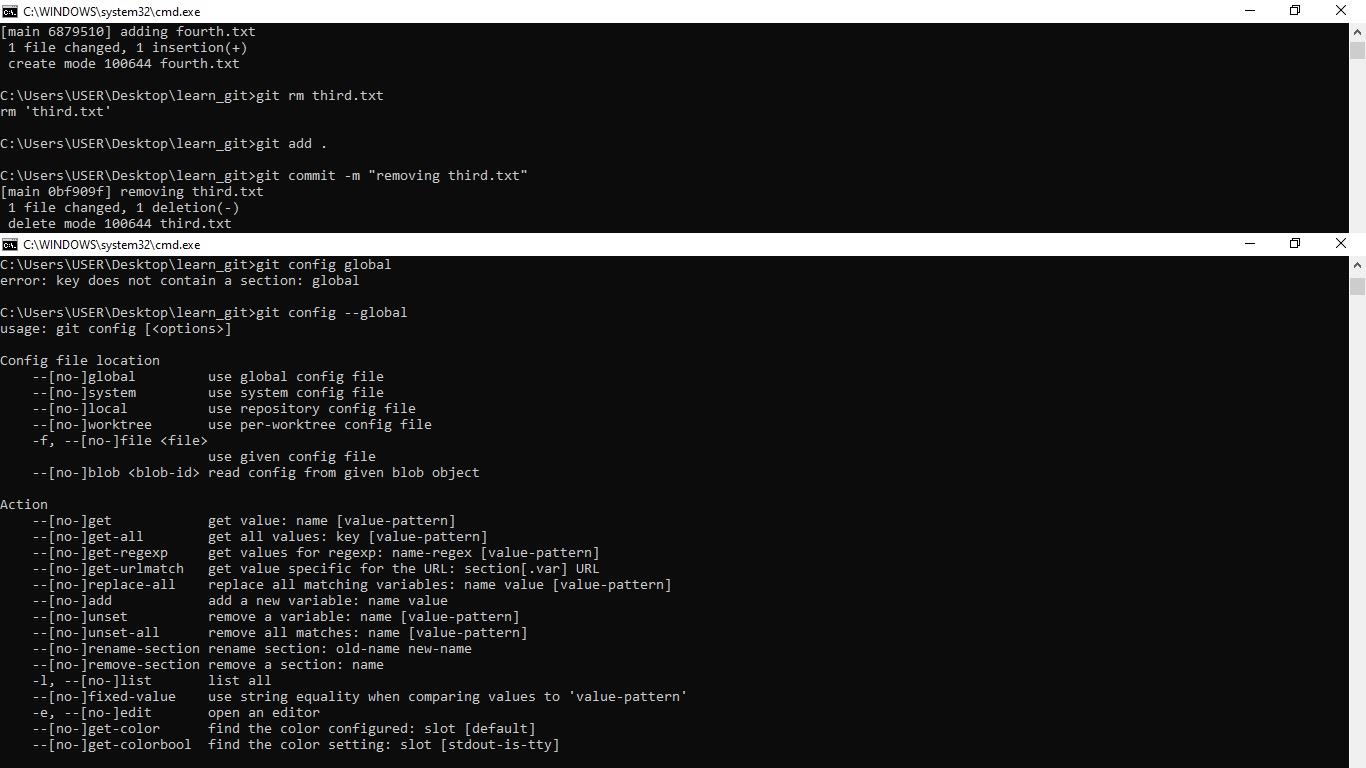 C:\WINDOWS\system32\cmd.exe
[main 6879510] adding fourth.txt
 1 file changed, 1 insertion(+)
 create mode 100644 fourth.txt
C:\Users\USER\Desktop\learn_git>git rm third.txt
rm 'third.txt'
C:\Users\USER\Desktop\learn_git>git add .
C:\Users\USER\Desktop\learn_git>git commit -m "removing third.txt"
[main 0bf909f] removing third.txt
 1 file changed, 1 deletion(-)
 delete mode 100644 third.txt
C:\WINDOWS\system32\cmd.exe
C:\Users\USER\Desktop\learn_git>git config global
error: key does not contain a section: global
C:\Users\USER\Desktop\learn_git>git config --global
usage: git config [<options>]
Config file location
    --[no-]global         use global config file
    --[no-]system         use system config file
    --[no-]local          use repository config file
    --[no-]worktree       use per-worktree config file
    -f, --[no-]file <file>
                          use given config file
    --[no-]blob <blob-id> read config from given blob object
Action
    --[no-]get            get value: name [value-pattern]
    --[no-]get-all        get all values: key [value-pattern]
    --[no-]get-regexp     get values for regexp: name-regex [value-pattern]
    --[no-]get-urlmatch   get value specific for the URL: section[.var] URL
    --[no-]replace-all    replace all matching variables: name value [value-pattern]
    --[no-]add            add a new variable: name value
    --[no-]unset          remove a variable: name [value-pattern]
    --[no-]unset-all      remove all matches: name [value-pattern]
    --[no-]rename-section rename section: old-name new-name
    --[no-]remove-section remove a section: name
    -l, --[no-]list       list all
    --[no-]fixed-value    use string equality when comparing values to 'value-pattern'
    -e, --[no-]edit       open an editor
    --[no-]get-color      find the color configured: slot [default]
    --[no-]get-colorbool  find the color setting: slot [stdout-is-tty]